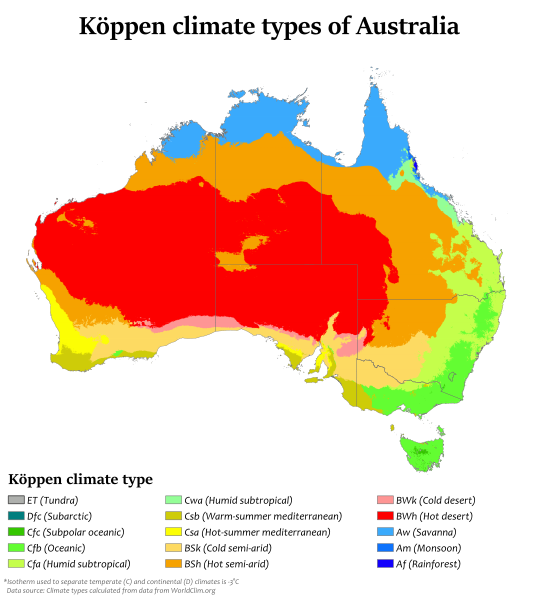 Köppen climate types of Australia
Köppen climate type
ET (Tundra)
Dfc (Subarctic)
Cfc (Subpolar oceanic)
Cfb (Oceanic)
Cfa (Humid subtropical)
Cwa (Humid subtropical)
Csb (Warm-summer mediterranean)
Csa (Hot-summer mediterranean)
BSk (Cold semi-arid)
BSh (Hot semi-arid)
BWk (Cold desert)
BWh (Hot desert)
Aw (Savanna)
Am (Monsoon)
Af (Rainforest)
*Isotherm used to separate temperate (C) and continental (D) climates is -3°C
Data source: Climate types calculated from data from WorldClim.org